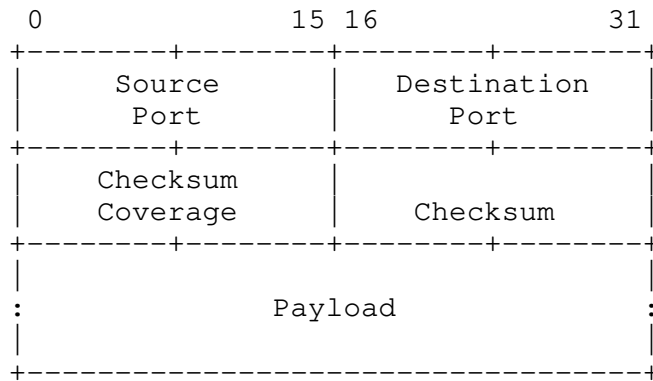 0 15 16 31
Source Destination
Port Port
Checksum
Coverage Checksum
Payload